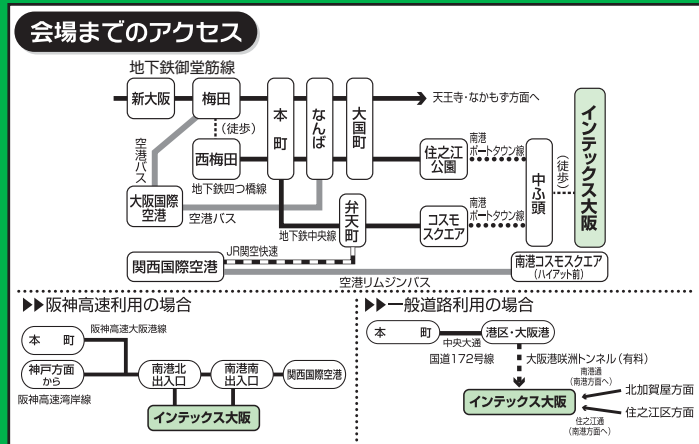 会場までのアクセス
地下鉄御堂筋線
新大阪
梅田
本町
なんば
大国町
天王寺・なかもず方面へ
(徒歩)
西梅田
地下鉄四つ橋線
住之江
公園
南港
ポートタウン線
中ふ頭
(徒歩)
インテックス大阪
空港バス
大阪国際
空港
空港バス
地下鉄中央線
弁天町
コスモ
スクエア
南港
ポートタウン線
JR関空快速
関西国際空港
空港リムジンバス
南港コスモスクエア
(ハイアット前)
▶▶阪神高速利用の場合
本町
阪神高速大阪港線
神戸方面
から
阪神高速湾岸線
南港北
出入口
南港南
出入口
関西国際空港
インテックス大阪
▶▶一般道路利用の場合
本町
中央大通
国道172号線
港区・大阪港
大阪港咲洲トンネル(有料)
南港通
(南港方面へ)
インテックス大阪
北加賀屋方面
住之江区方面
住之江通
(南港方面へ)